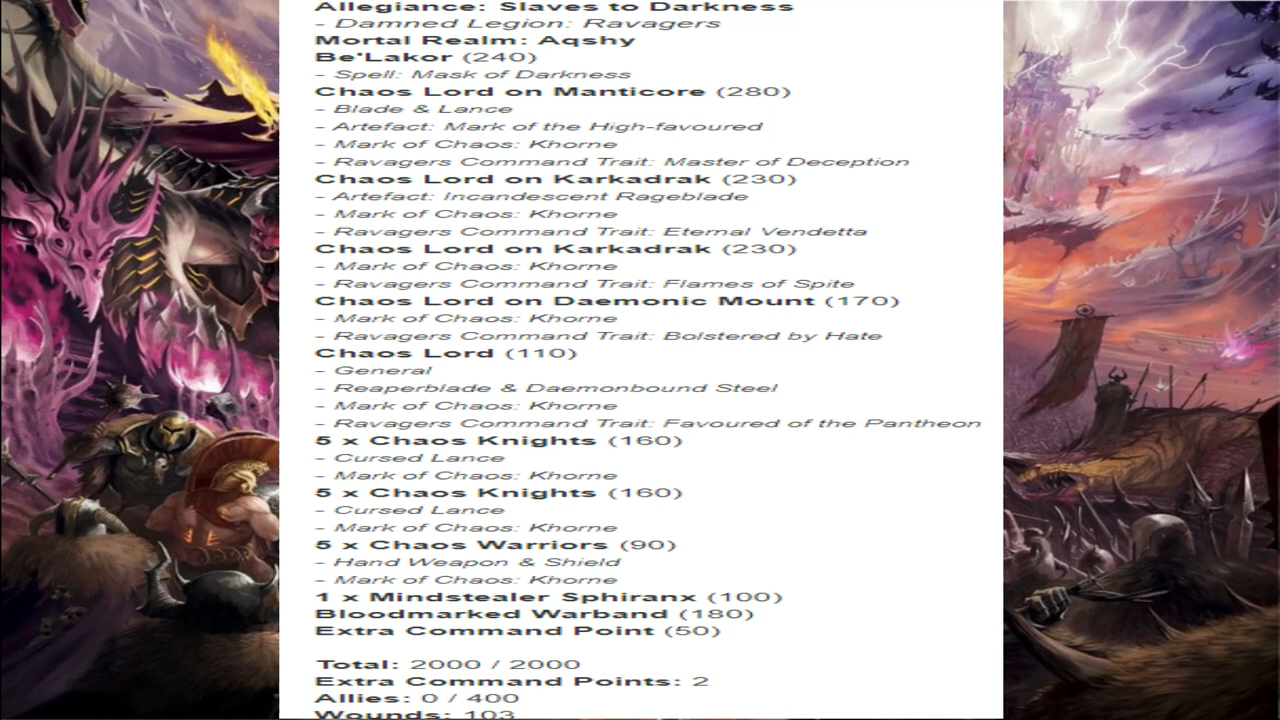 Allegiance: Slaves to Darkness
- Damned Legion: Ravagers
Mortal Realm: Aqshy
Be'Lakor (240)
- Spell: Mask of Darkness
Chaos Lord on Manticore (280)
- Blade & Lance
- Artefact: Mark of the High-favoured
- Mark of Chaos: Khorne
- Ravagers Command Trait: Master of Deception
Chaos Lord on Karkadrak (230)
- Artefact: Incandescent Rageblade
- Mark of Chaos: Khorne
- Ravagers Command Trait: Eternal Vendetta
Chaos Lord on Karkadrak (230)
- Mark of Chaos: Khorne
- Ravagers Command Trait: Flames of Spite
Chaos Lord on Daemonic Mount (170)
- Mark of Chaos: Khorne
- Ravagers Command Trait: Bolstered by Hate
Chaos Lord (110)
- General
- Reaperblade & Daemonbound Steel
- Mark of Chaos: Khorne
- Ravagers Command Trait: Favoured of the Pantheon
5 x Chaos Knights (160)
- Cursed Lance
- Mark of Chaos: Khorne
5 x Chaos Knights (160)
- Cursed Lance
- Mark of Chaos: Khorne
5 x Chaos Warriors (90)
- Hand Weapon & Shield
- Mark of Chaos: Khorne
1 x Mindstealer Sphiranx (100)
Bloodmarked Warband (180)
Extra Command Point (50)
Total: 2000 / 2000
Extra Command Points: 2
Allies: 0 / 400
Wounds: 103